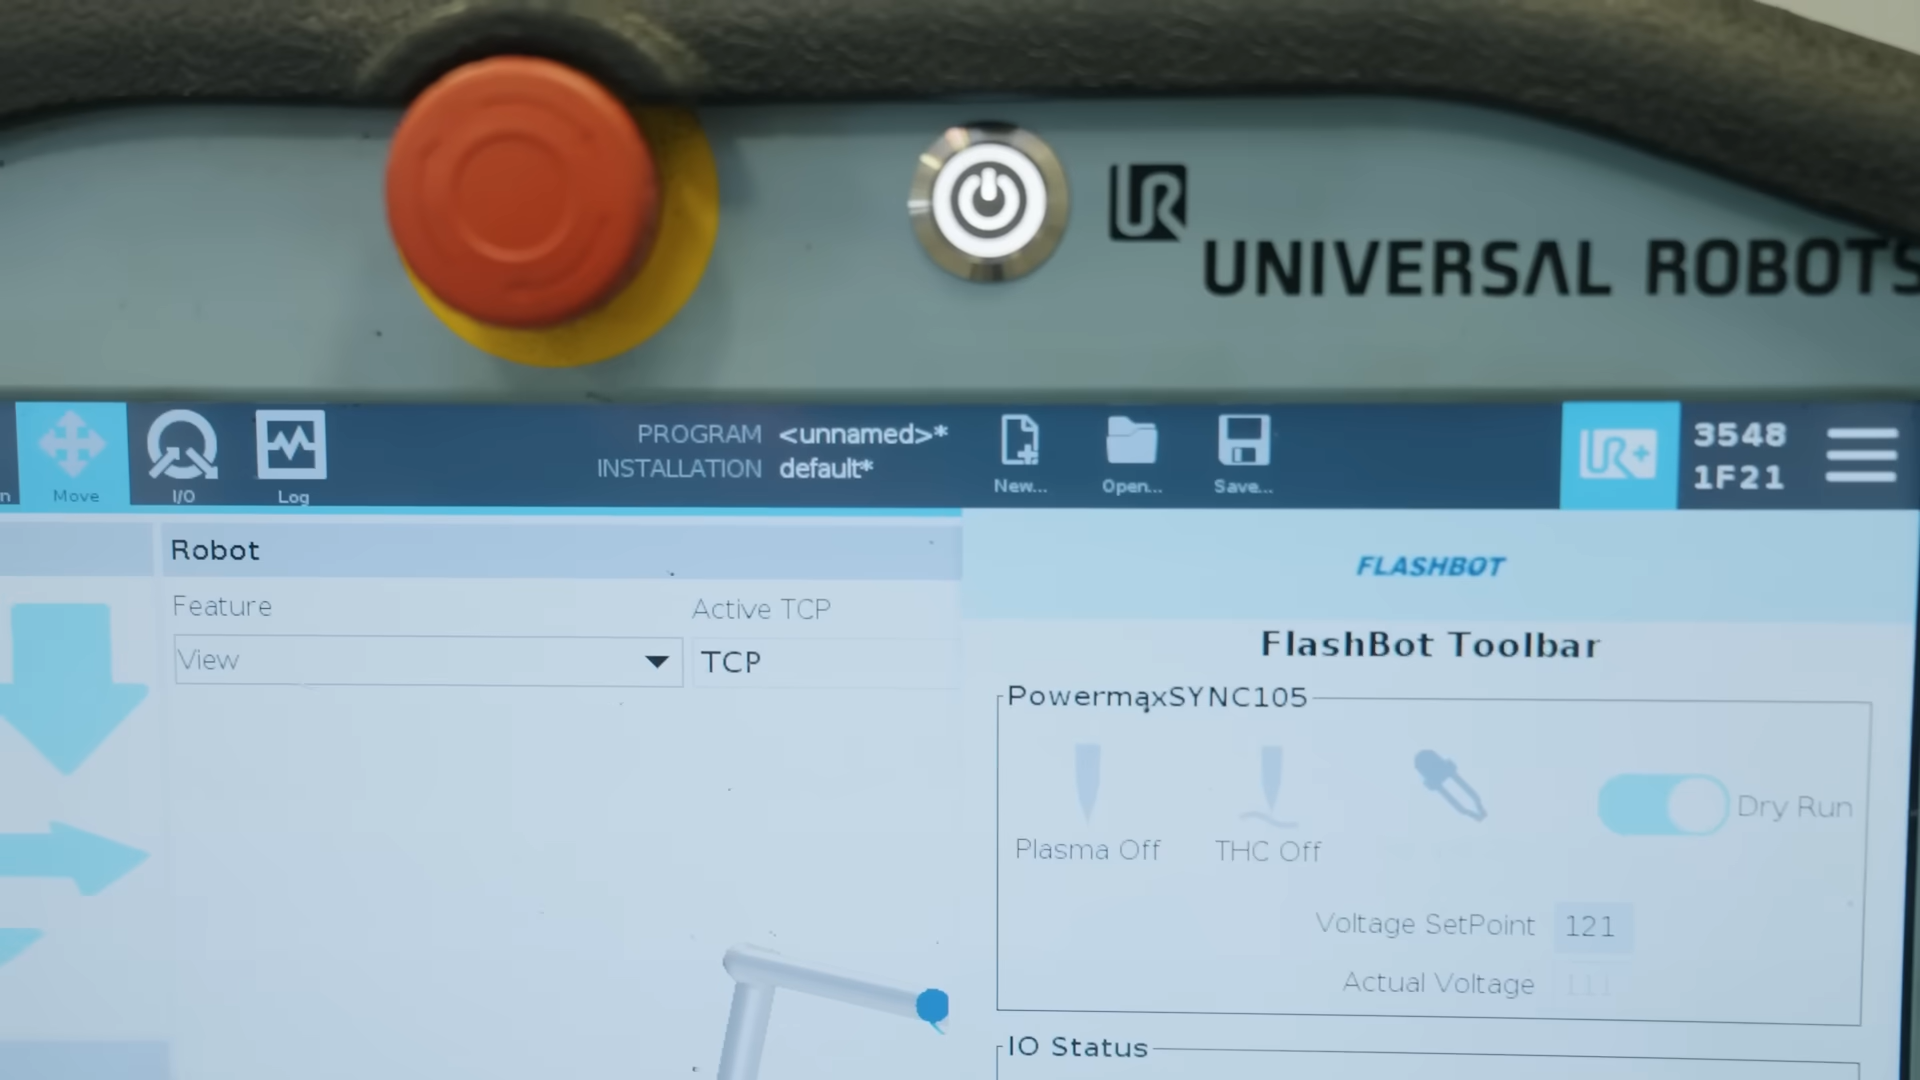 UR
UNIVERSAL ROBOTS
n
Move
I/O
Log
PROGRAM <unnamed>*
INSTALLATION default*
New...
Open...
Save...
UR+
3548
1F21
Robot
Feature
Active TCP
View
TCP
FLASHBOT
FlashBot Toolbar
PowermaxSYNC105
Plasma Off
THC Off
Dry Run
Voltage SetPoint 121
Actual Voltage
IO Status